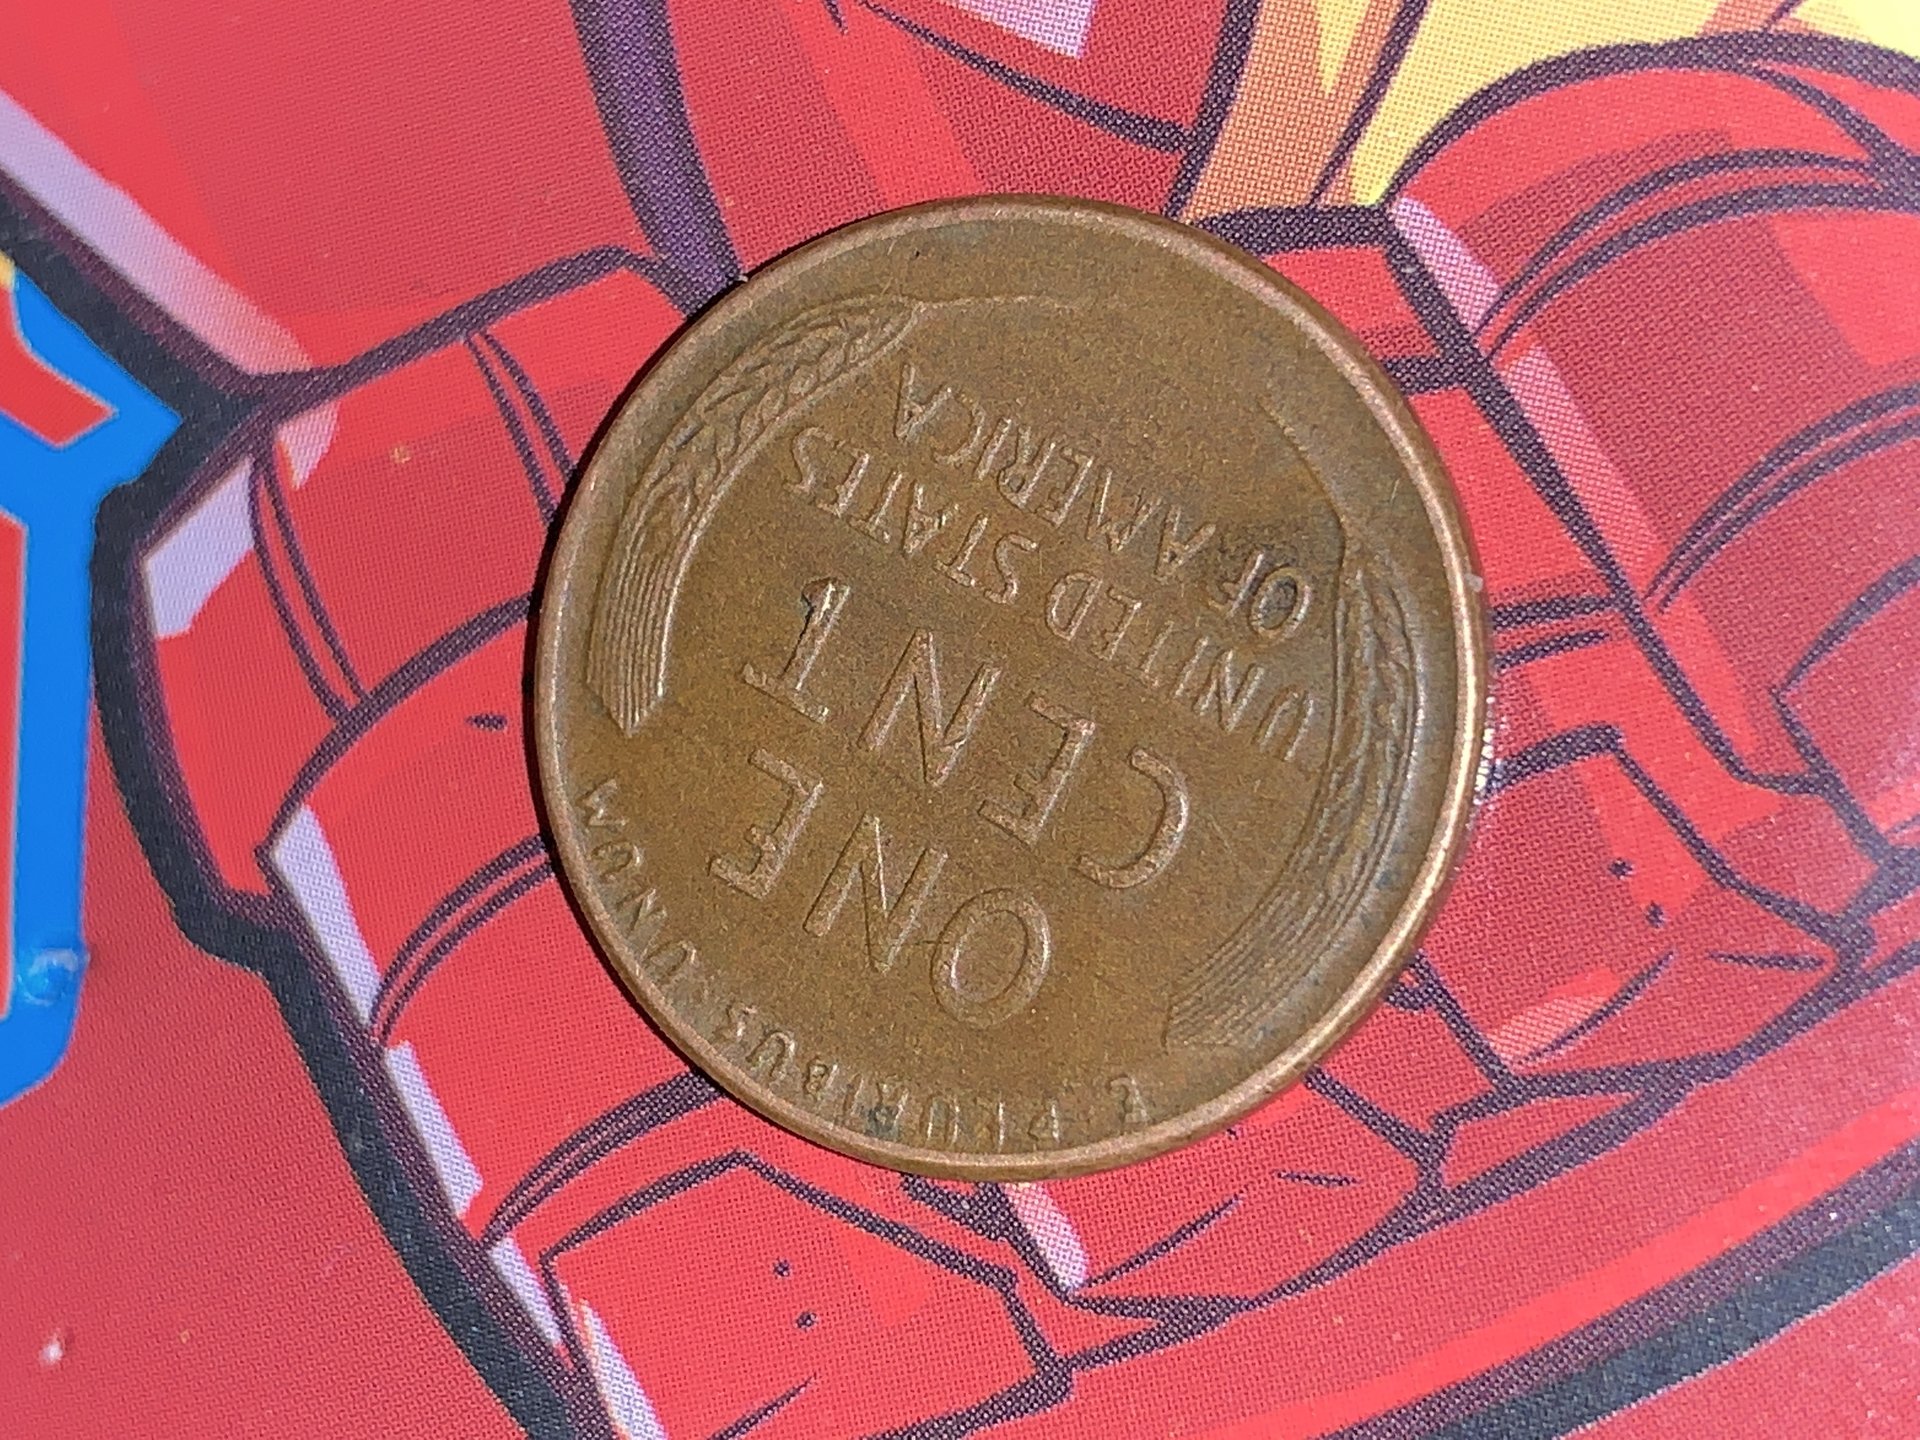 E PLURIBUS UNUM
ONE
CENT
UNITED STATES
OF AMERICA